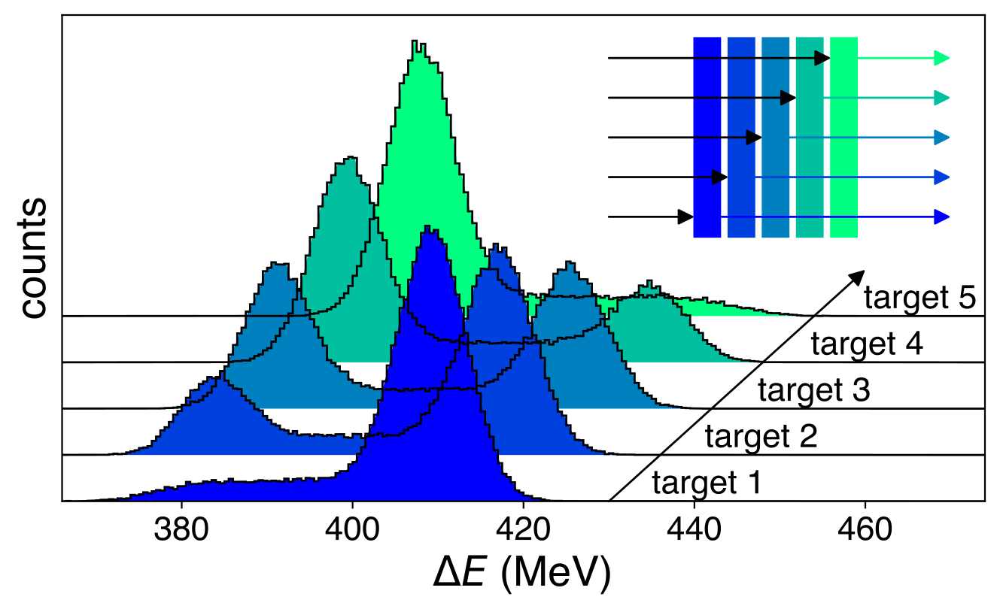 counts
target 5
target 4
target 3
target 2
target 1
380 400 420 440 460
ΔE (MeV)